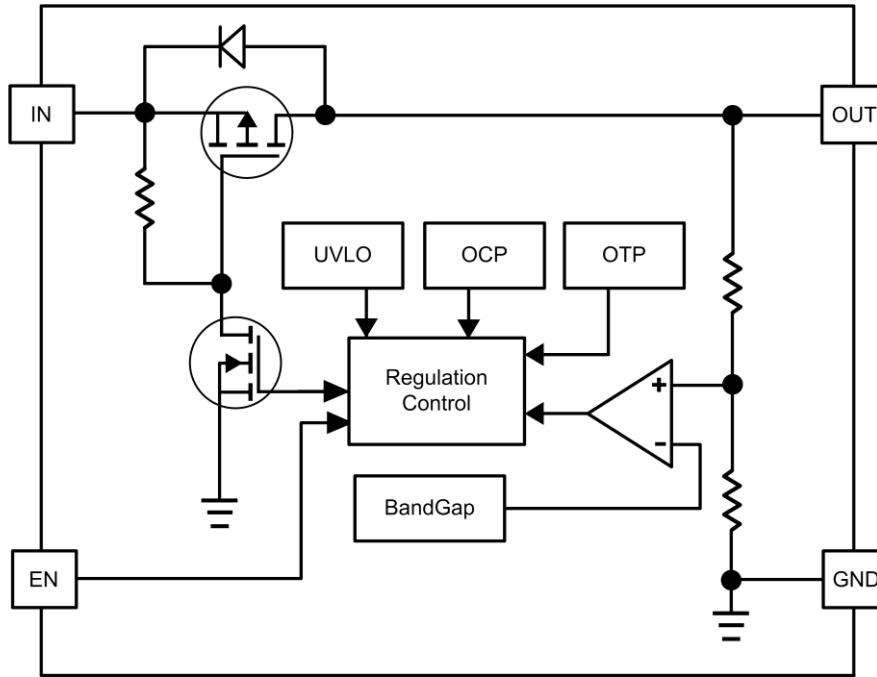 IN
OUT
UVLO
OCP
OTP
Regulation
Control
+
-
BandGap
EN
GND